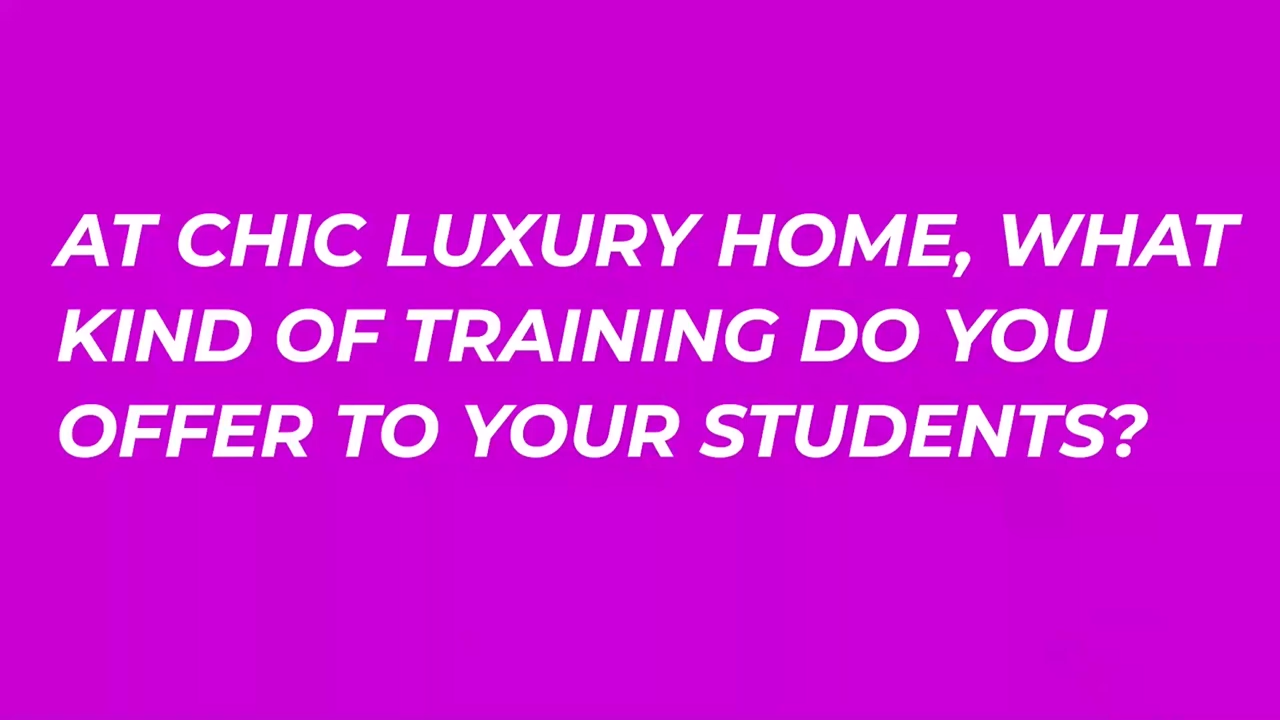 AT CHIC LUXURY HOME, WHAT
KIND OF TRAINING DO YOU
OFFER TO YOUR STUDENTS?